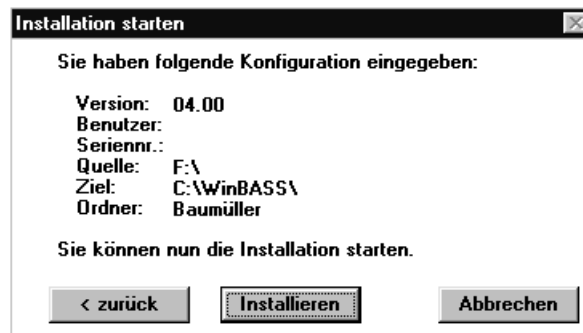 Installation starten
Sie haben folgende Konfiguration eingegeben:
Version: 04.00
Benutzer:
Seriennr.:
Quelle: F:\
Ziel: C:\WinBASS\
Ordner: Baumüller
Sie können nun die Installation starten.
< zurück Installieren Abbrechen